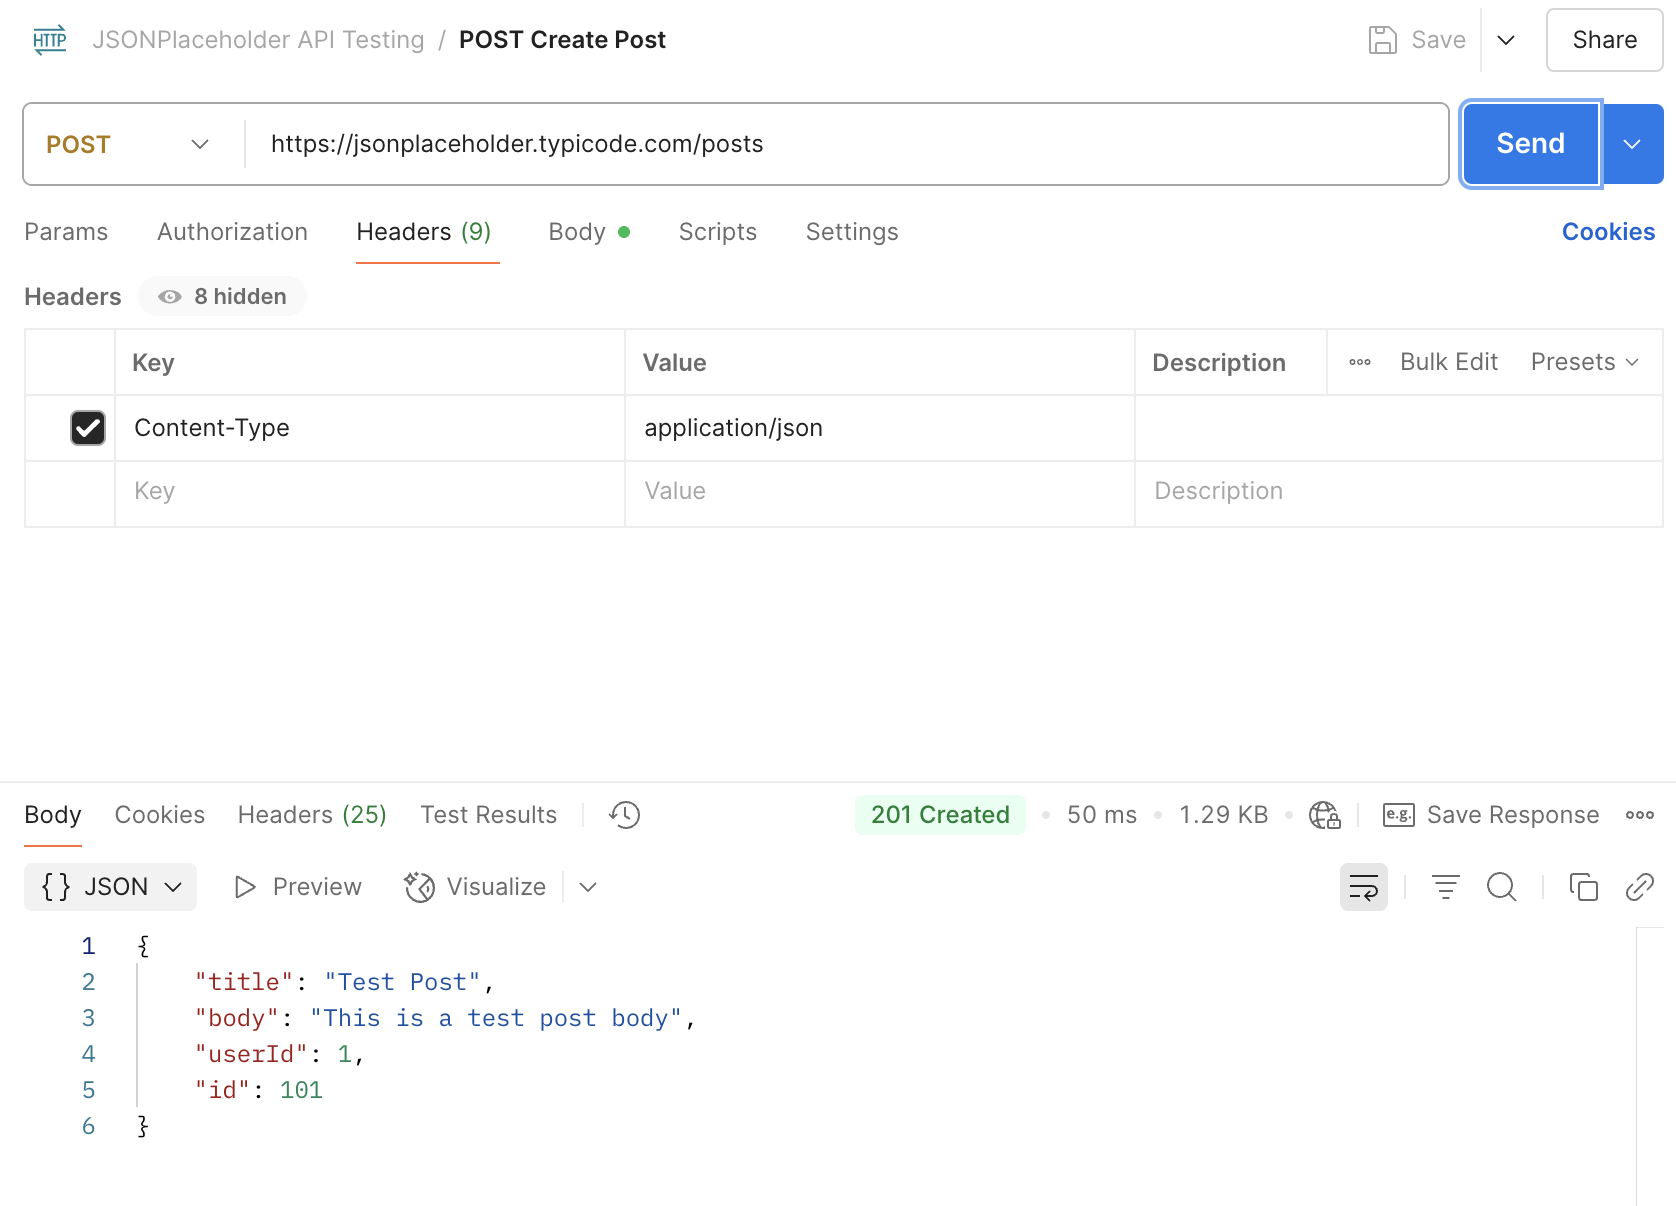 HTTP JSONPlaceholder API Testing / POST Create Post Save Share
POST https://jsonplaceholder.typicode.com/posts Send
Params Authorization Headers (9) Body Scripts Settings Cookies
Headers 8 hidden
Key Value Description Bulk Edit Presets
Content-Type application/json
Key Value Description
Body Cookies Headers (25) Test Results 201 Created 50 ms 1.29 KB e.g. Save Response
{ } JSON Preview Visualize
1 {
2 "title": "Test Post",
3 "body": "This is a test post body",
4 "userId": 1,
5 "id": 101
6 }